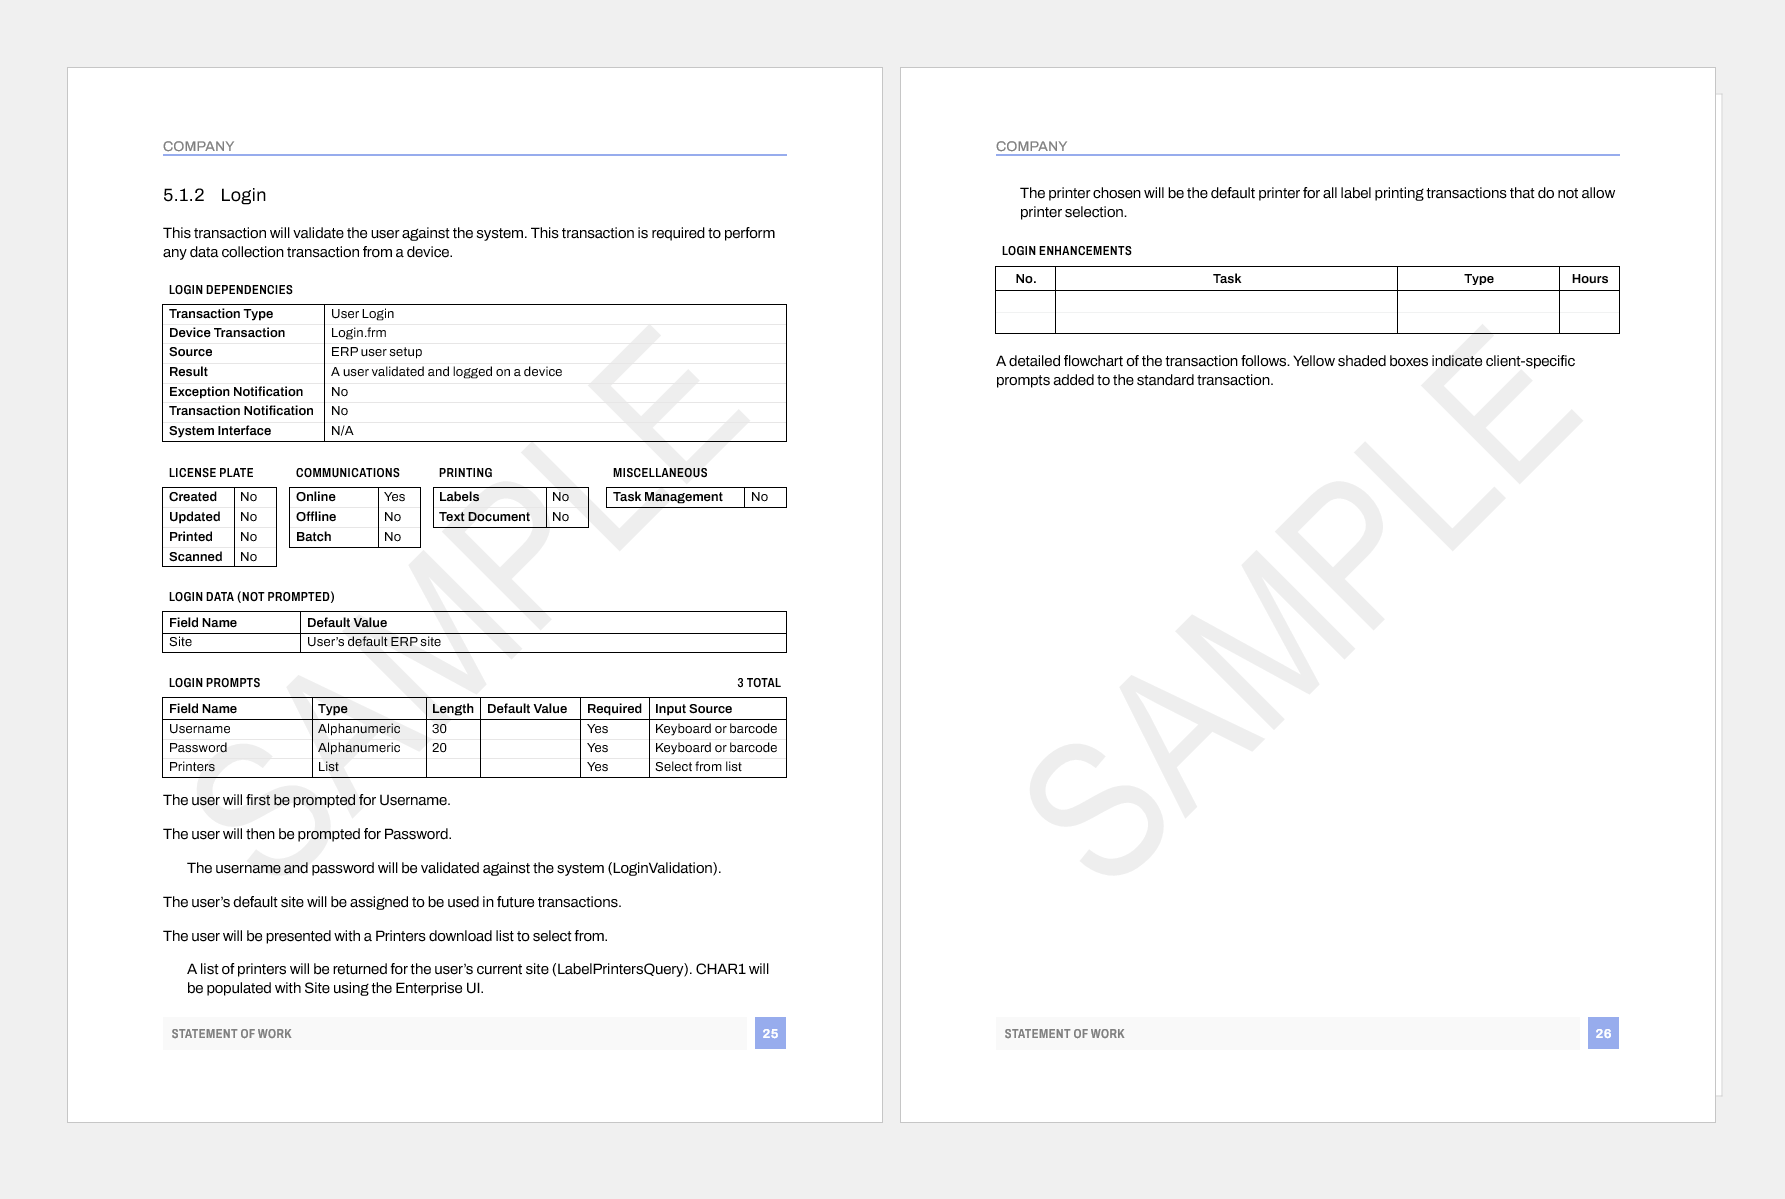 COMPANY
5.1.2 Login
This transaction will validate the user against the system. This transaction is required to perform
any data collection transaction from a device.
LOGIN DEPENDENCIES
Transaction Type User Login
Device Transaction Login.frm
Source ERP user setup
Result A user validated and logged on a device
Exception Notification No
Transaction Notification No
System Interface N/A
LICENSE PLATE COMMUNICATIONS PRINTING MISCELLANEOUS
Created No Online Yes Labels No Task Management No
Updated No Offline No Text Document No
Printed No Batch No
Scanned No
LOGIN DATA (NOT PROMPTED)
Field Name Default Value
Site User’s default ERP site
LOGIN PROMPTS 3 TOTAL
Field Name Type Length Default Value Required Input Source
Username Alphanumeric 30 Yes Keyboard or barcode
Password Alphanumeric 20 Yes Keyboard or barcode
Printers List Yes Select from list
The user will first be prompted for Username.
The user will then be prompted for Password.
The username and password will be validated against the system (LoginValidation).
The user’s default site will be assigned to be used in future transactions.
The user will be presented with a Printers download list to select from.
A list of printers will be returned for the user’s current site (LabelPrintersQuery). CHAR1 will
be populated with Site using the Enterprise UI.
STATEMENT OF WORK 25
SAMPLE
COMPANY
The printer chosen will be the default printer for all label printing transactions that do not allow
printer selection.
LOGIN ENHANCEMENTS
No. Task Type Hours
A detailed flowchart of the transaction follows. Yellow shaded boxes indicate client-specific
prompts added to the standard transaction.
SAMPLE
STATEMENT OF WORK 26